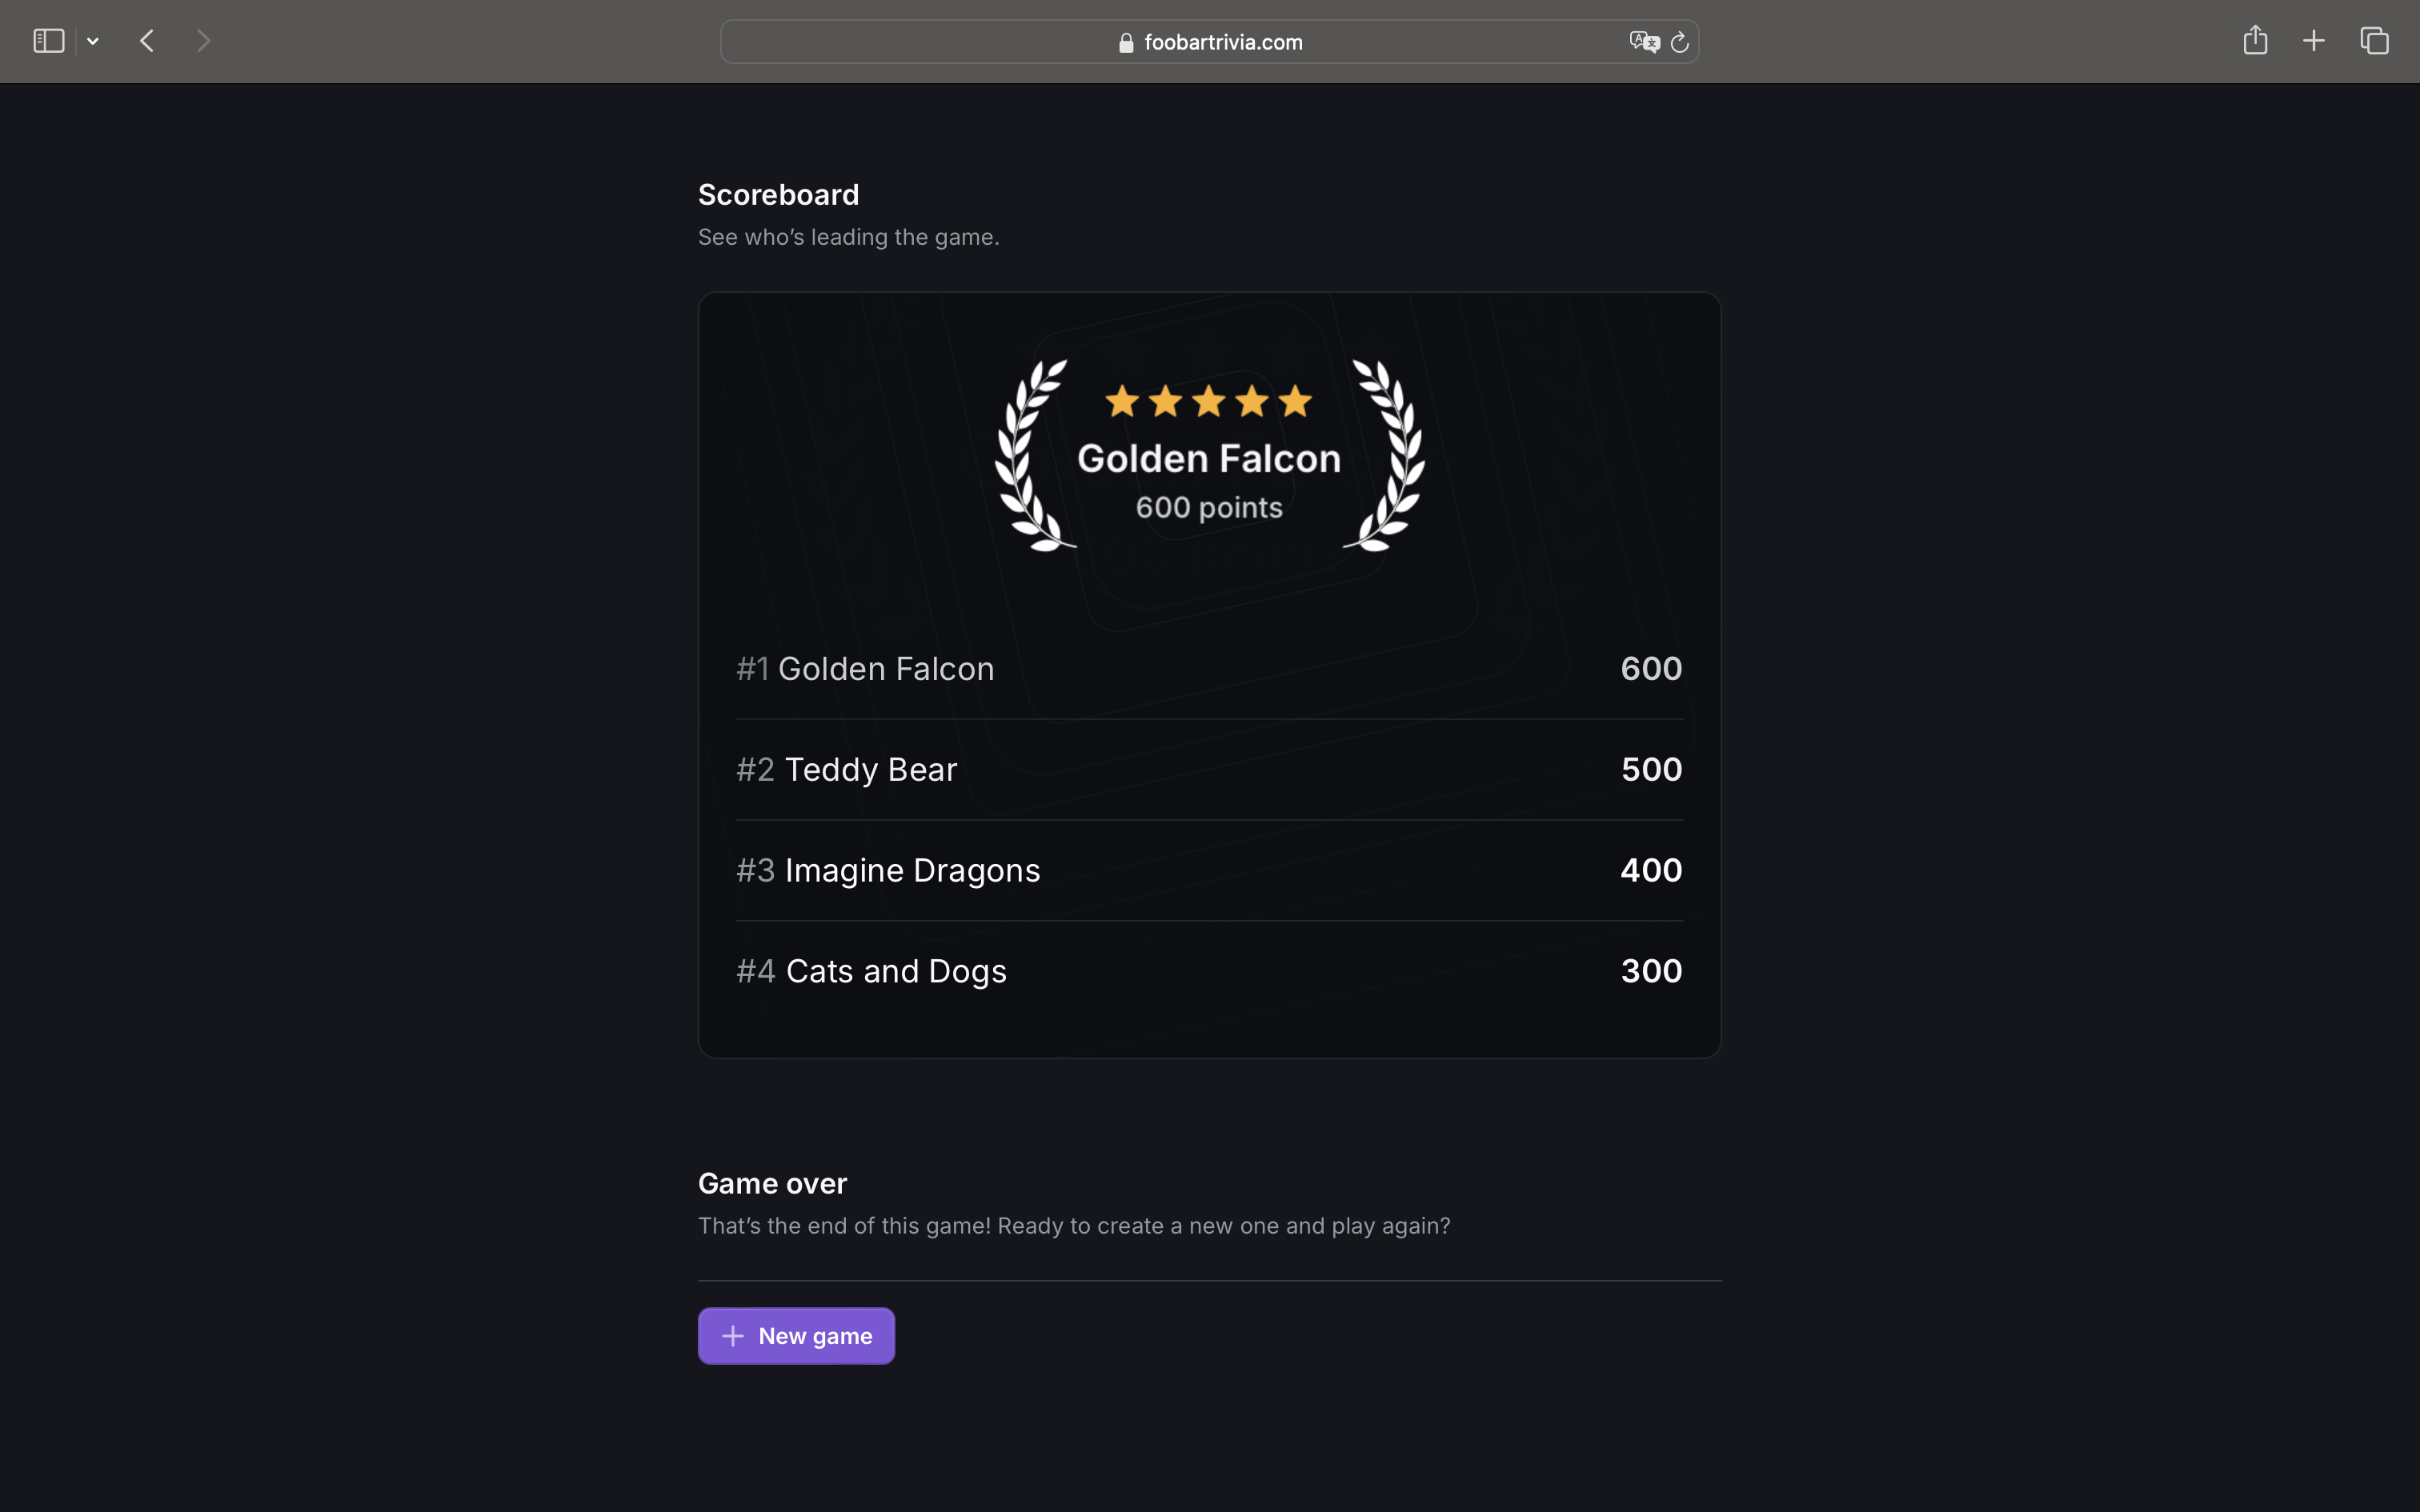 foobartrivia.com
Scoreboard
See who’s leading the game.
Golden Falcon
600 points
#1 Golden Falcon 600
#2 Teddy Bear 500
#3 Imagine Dragons 400
#4 Cats and Dogs 300
Game over
That’s the end of this game! Ready to create a new one and play again?
New game